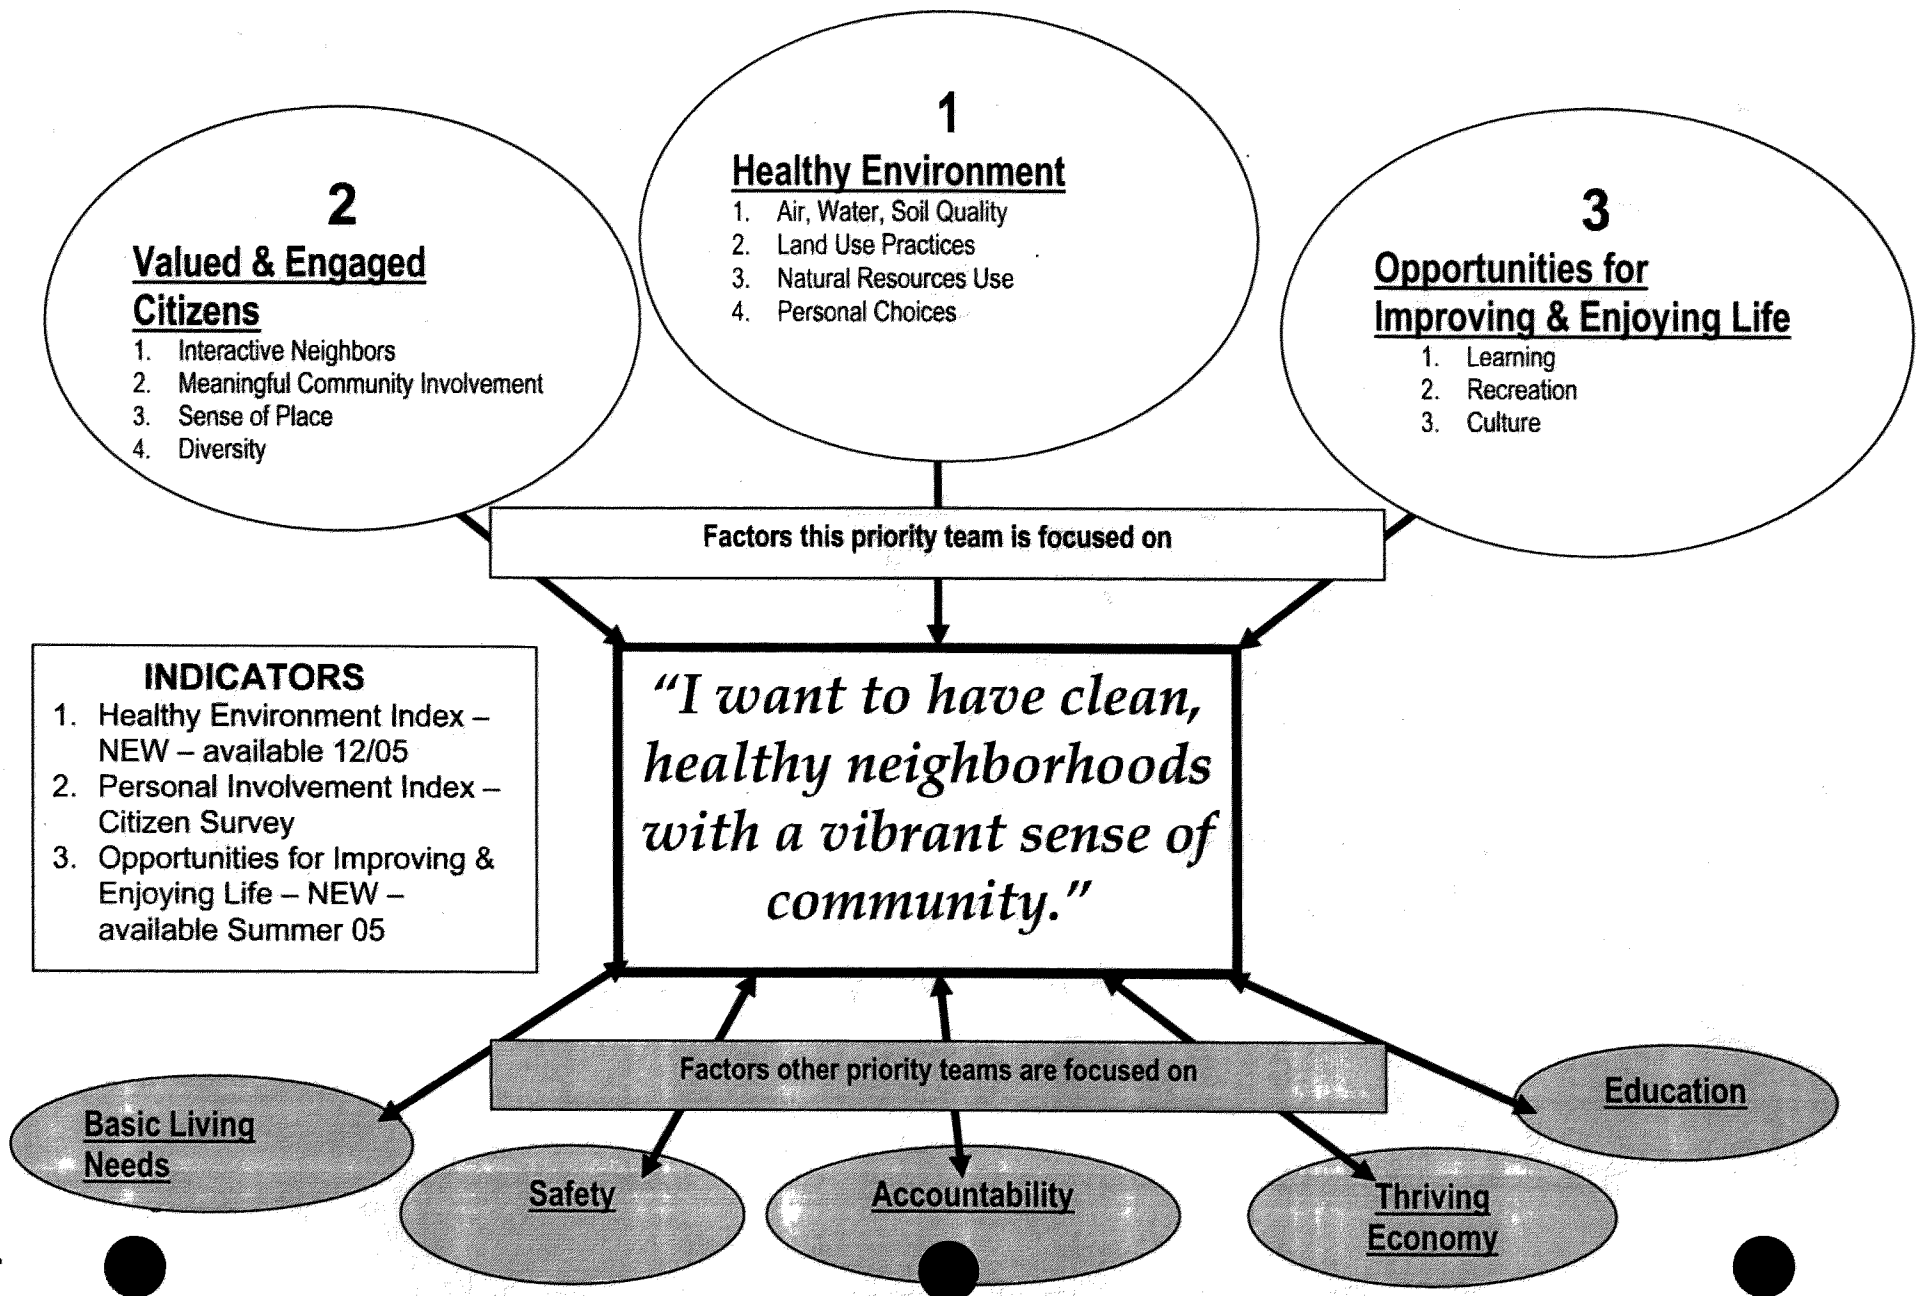 1
Healthy Environment
1. Air, Water, Soil Quality
2. Land Use Practices
3. Natural Resources Use
4. Personal Choices
2
Valued & Engaged
Citizens
1. Interactive Neighbors
2. Meaningful Community Involvement
3. Sense of Place
4. Diversity
3
Opportunities for
Improving & Enjoying Life
1. Learning
2. Recreation
3. Culture
Factors this priority team is focused on
INDICATORS
1. Healthy Environment Index –
NEW – available 12/05
2. Personal Involvement Index –
Citizen Survey
3. Opportunities for Improving &
Enjoying Life – NEW –
available Summer 05
“I want to have clean,
healthy neighborhoods
with a vibrant sense of
community.”
Factors other priority teams are focused on
Basic Living
Needs
Safety
Accountability
Thriving
Economy
Education